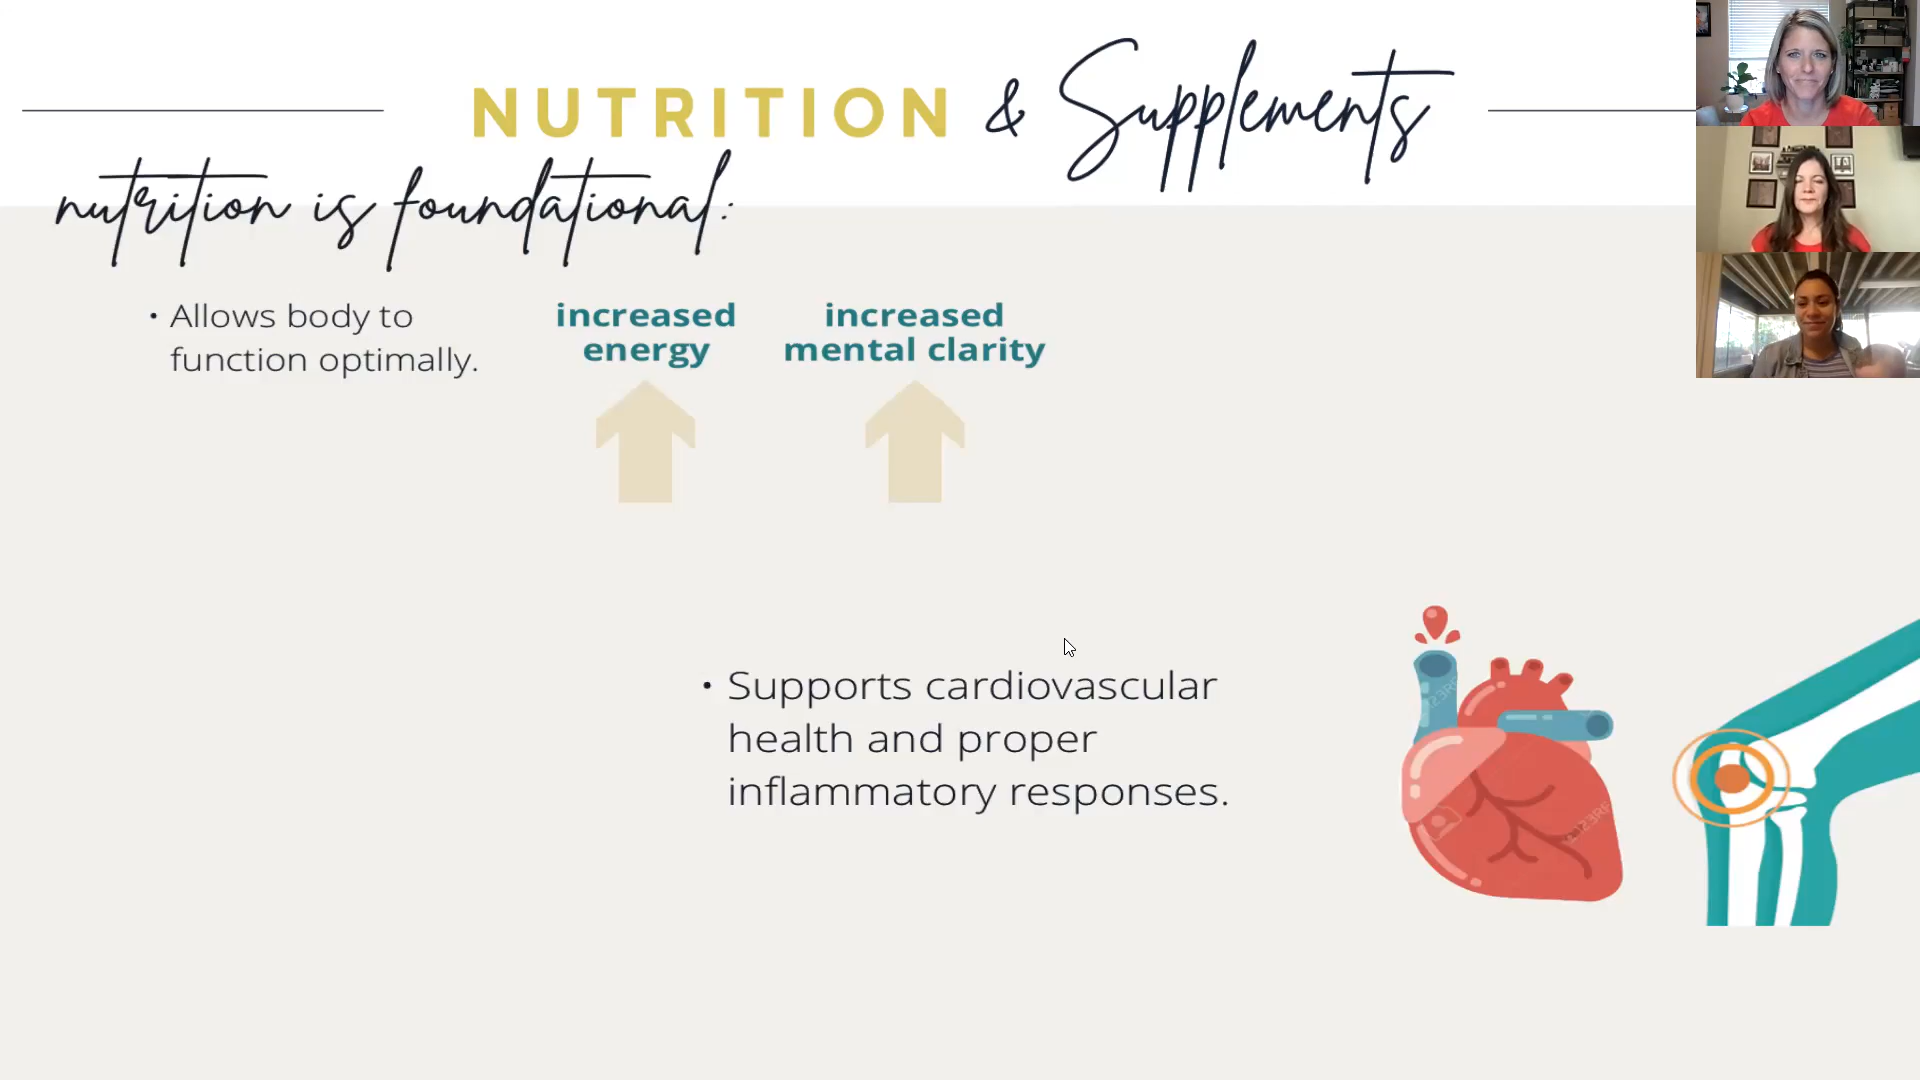 NUTRITION & Supplements
nutrition is foundational:
• Allows body to
function optimally.
increased
energy
increased
mental clarity
• Supports cardiovascular
health and proper
inflammatory responses.